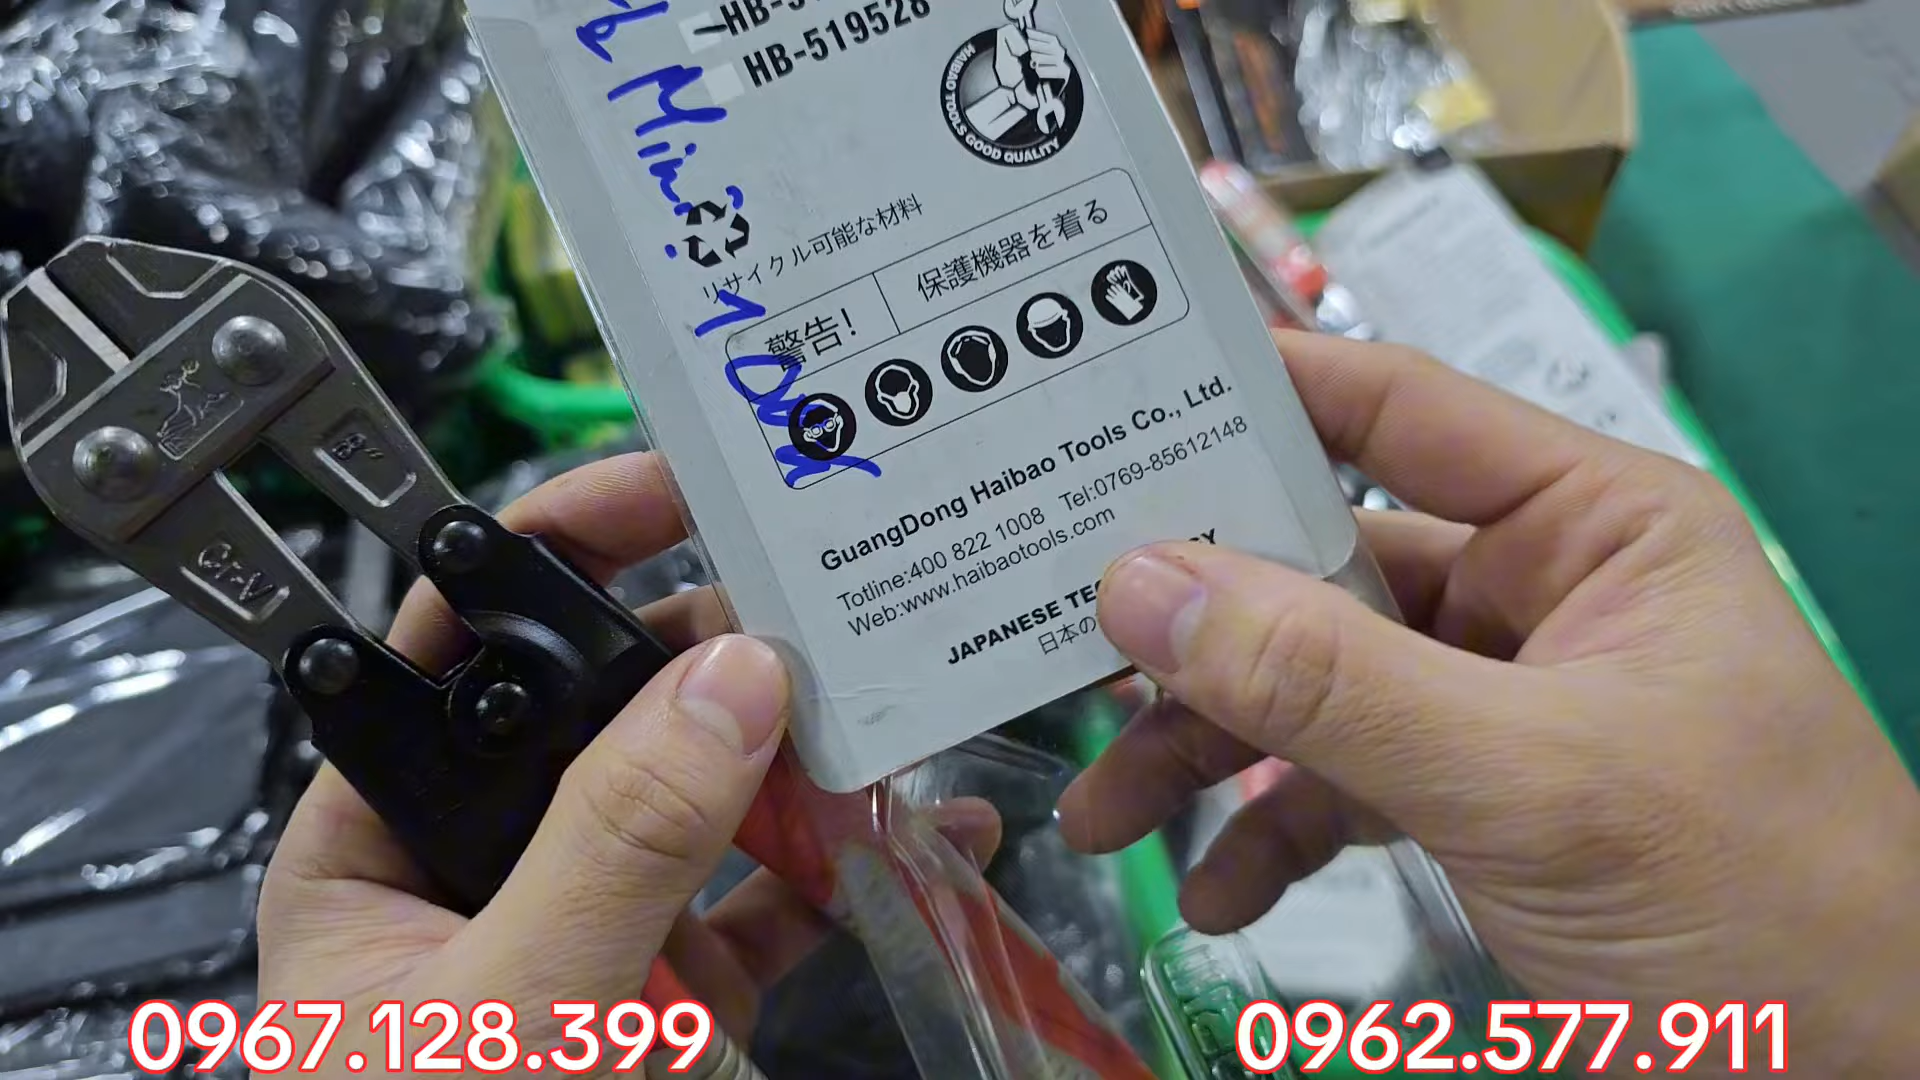 HB-519528
HAIBAO TOOLS GOOD QUALITY
Mini
リサイクル可能な材料
警告!
保護機器を着る
GuangDong Haibao Tools Co., Ltd.
Totline:400 822 1008 Tel:0769-85612148
Web:www.haibaotools.com
JAPANESE
日本の
8"
Cr-V
0967.128.399
0962.577.911